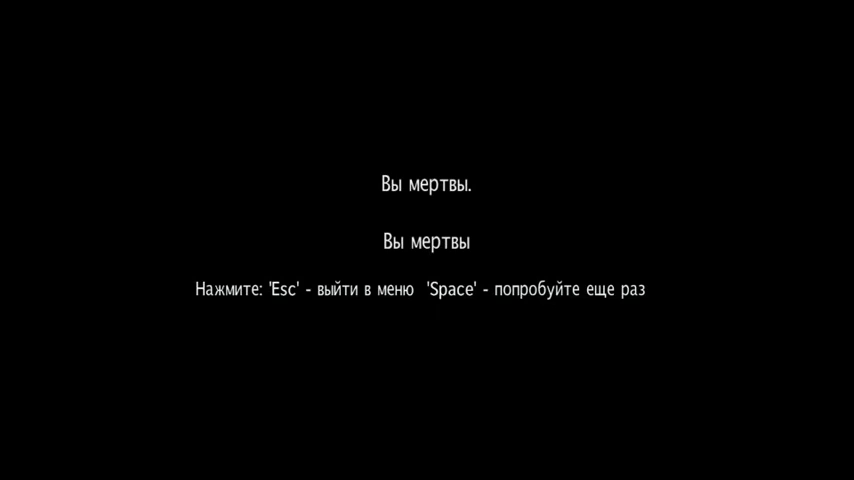 Вы мертвы.
Вы мертвы
Нажмите: 'Esc' - выйти в меню  'Space' - попробуйте еще раз